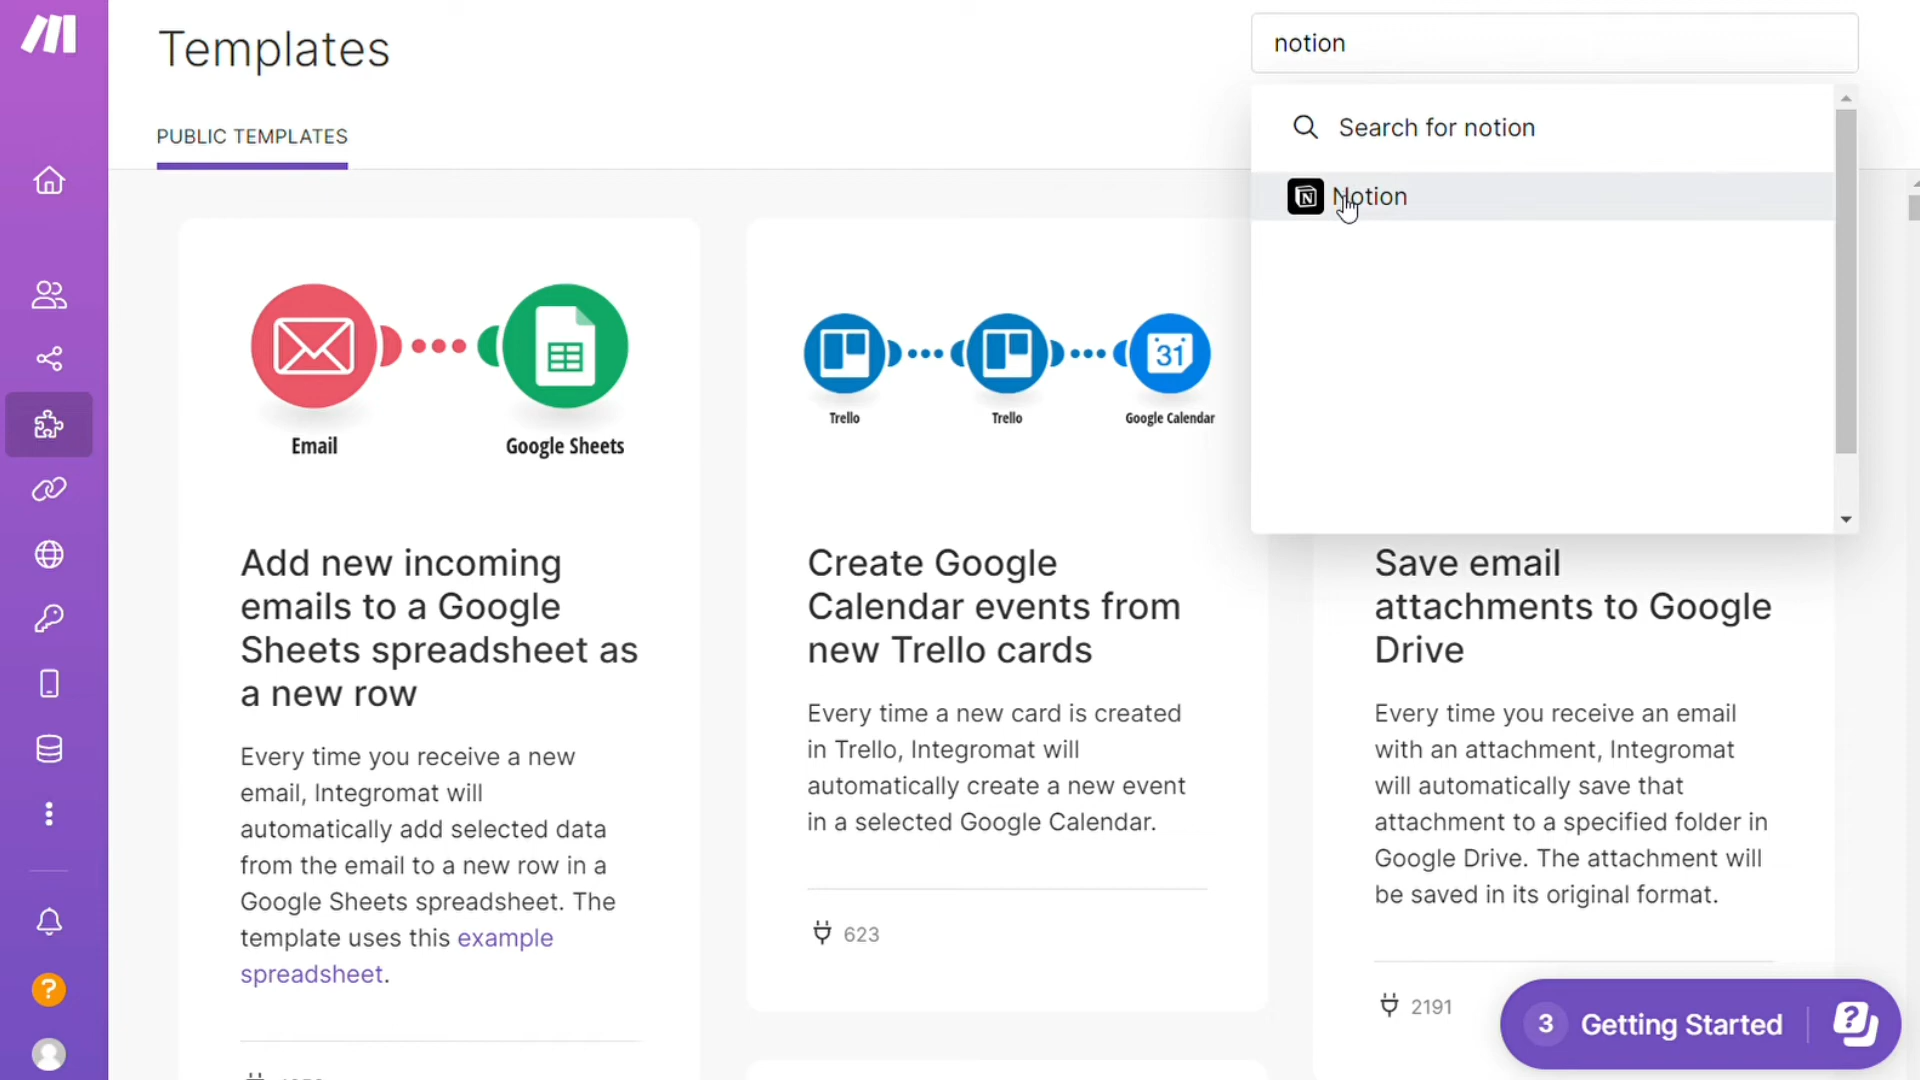 Templates
notion
PUBLIC TEMPLATES
Search for notion
Notion
Email
Google Sheets
Add new incoming
emails to a Google
Sheets spreadsheet as
a new row
Every time you receive a new
email, Integromat will
automatically add selected data
from the email to a new row in a
Google Sheets spreadsheet. The
template uses this example
spreadsheet.
Trello
Trello
31
Google Calendar
Create Google
Calendar events from
new Trello cards
Every time a new card is created
in Trello, Integromat will
automatically create a new event
in a selected Google Calendar.
623
Save email
attachments to Google
Drive
Every time you receive an email
with an attachment, Integromat
will automatically save that
attachment to a specified folder in
Google Drive. The attachment will
be saved in its original format.
2191
3 Getting Started